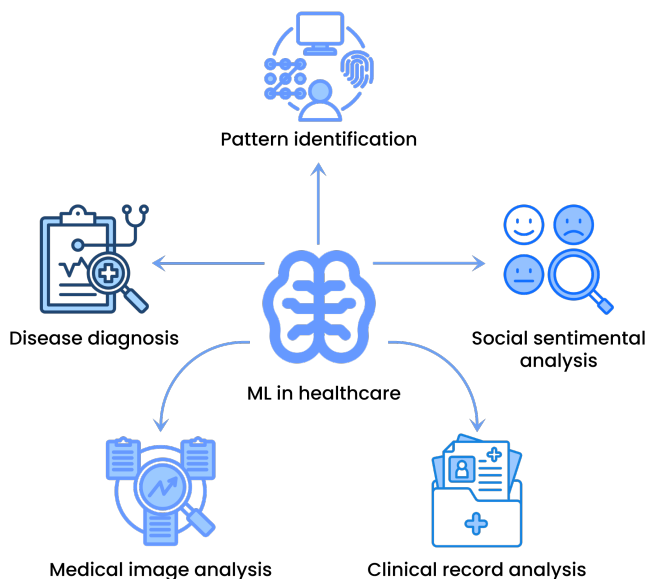 Pattern identification
Disease diagnosis
Social sentimental
analysis
ML in healthcare
Medical image analysis
Clinical record analysis